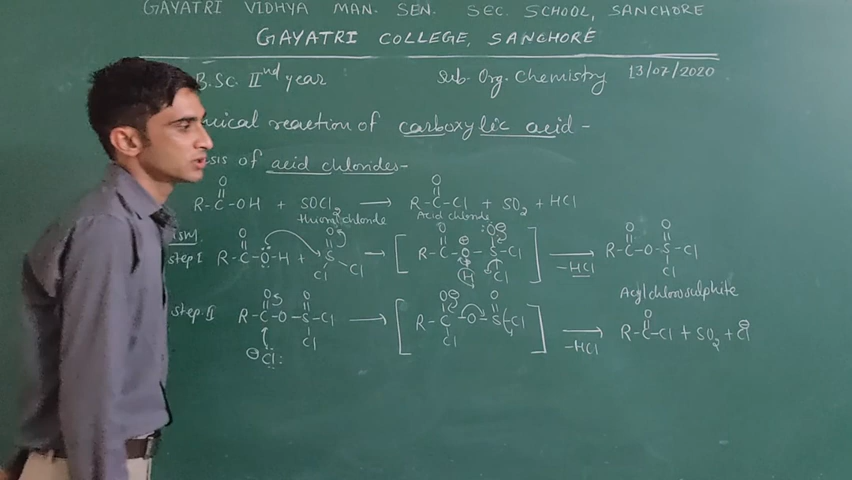 GAYATRI VIDHYA MAN. SEN. SEC. SCHOOL, SANCHORE
GAYATRI COLLEGE, SANCHORE
B.Sc. IInd year Sub. Org. Chemistry 13/07/2020
mical reaction of carboxylic acid -
sis of acid chlorides -
R-C(=O)-OH + SOCl2 → R-C(=O)-Cl + SO2 + HCl
thionyl chloride Acid chloride
ism
step I R-C(=O)-O-H + S(=O)(Cl)Cl → [R-C(=O)-O⊕(H)-S(O⊖)(Cl)Cl] → -HCl R-C(=O)-O-S(=O)(Cl)-Cl
Acyl chlorosulphite
step II R-C(=O)-O-S(=O)(Cl)-Cl → [R-C(O⊖)(Cl)-O-S(=O)Cl] → -HCl R-C(=O)-Cl + SO2 + Cl⊖
⊖Cl: